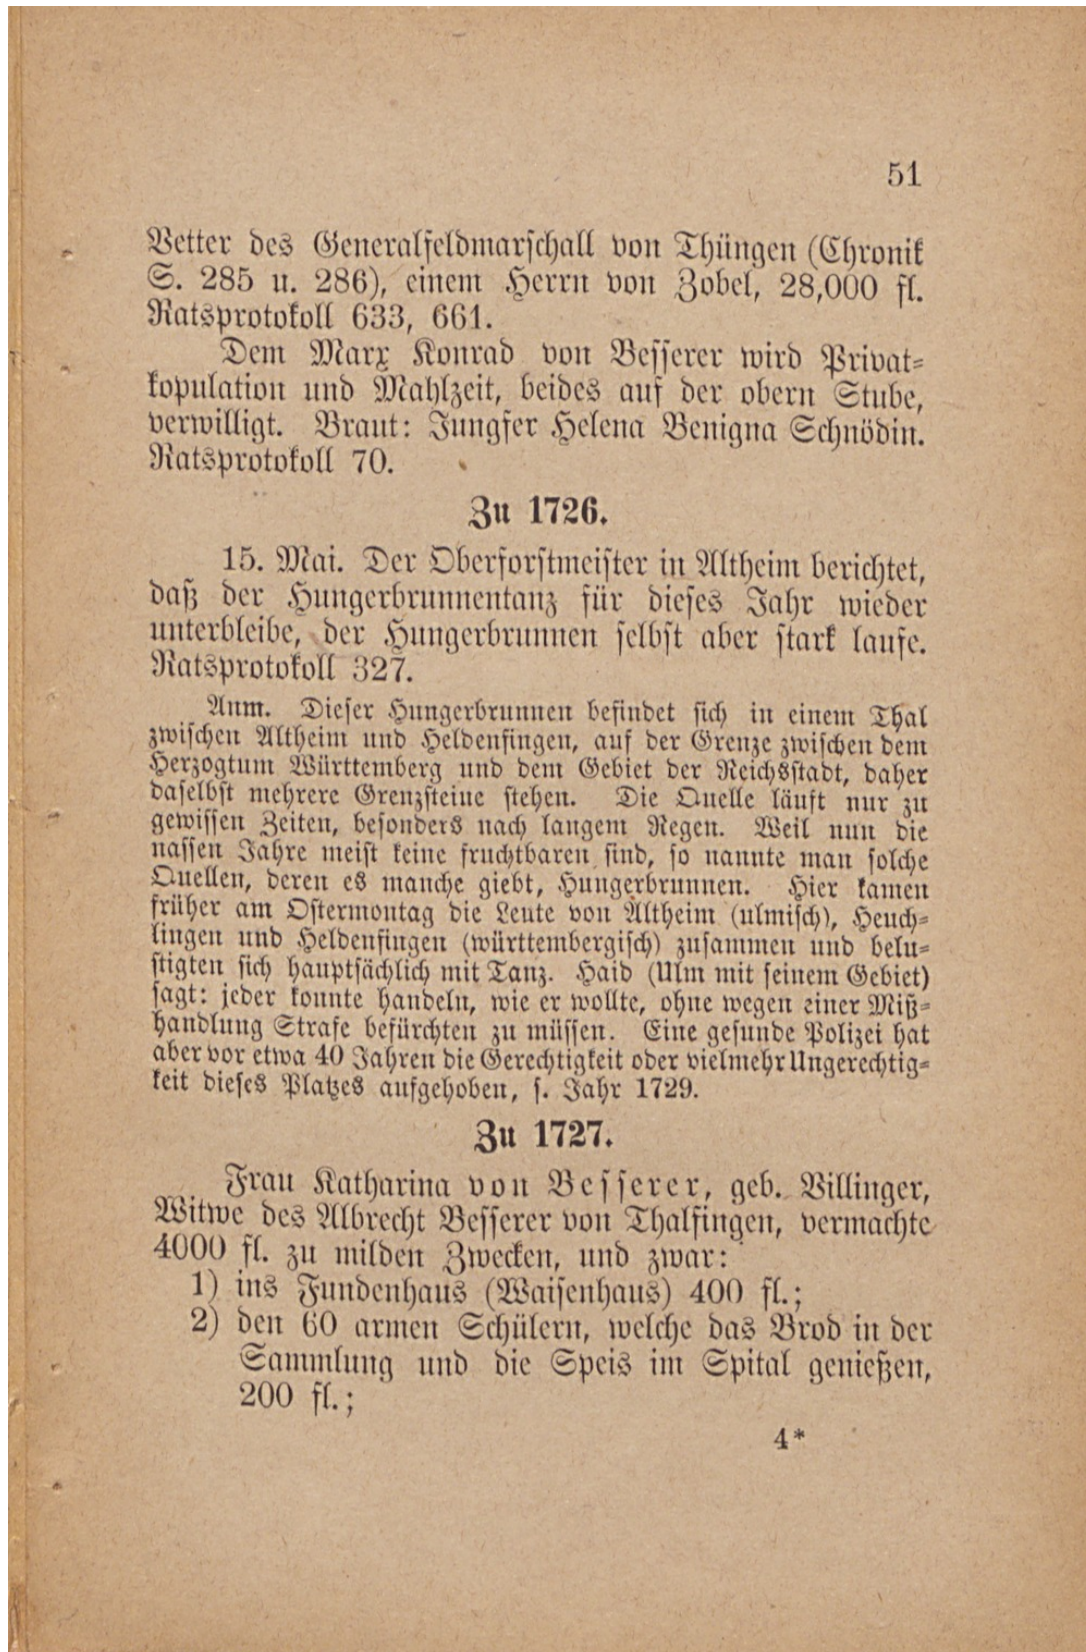 51
Vetter des Generalfeldmarschall von Thüngen (Chronik
S. 285 u. 286), einem Herrn von Zobel, 28,000 fl.
Ratsprotokoll 633, 661.
Dem Marx Konrad von Besserer wird Privat-
kopulation und Mahlzeit, beides auf der obern Stube,
verwilligt. Braut: Jungfer Helena Benigna Schnödin.
Ratsprotokoll 70.
Zu 1726.
15. Mai. Der Oberforstmeister in Altheim berichtet,
daß der Hungerbrunnentanz für dieses Jahr wieder
unterbleibe, der Hungerbrunnen selbst aber stark laufe.
Ratsprotokoll 327.
Anm. Dieser Hungerbrunnen befindet sich in einem Thal
zwischen Altheim und Heldenfingen, auf der Grenze zwischen dem
Herzogtum Württemberg und dem Gebiet der Reichsstadt, daher
daselbst mehrere Grenzsteine stehen. Die Quelle läuft nur zu
gewissen Zeiten, besonders nach langem Regen. Weil nun die
nassen Jahre meist keine fruchtbaren sind, so nannte man solche
Quellen, deren es manche giebt, Hungerbrunnen. Hier kamen
früher am Ostermontag die Leute von Altheim (ulmisch), Heuch-
lingen und Heldenfingen (württembergisch) zusammen und belu-
stigten sich hauptsächlich mit Tanz. Haid (Ulm mit seinem Gebiet)
sagt: jeder konnte handeln, wie er wollte, ohne wegen einer Miß-
handlung Strafe befürchten zu müssen. Eine gesunde Polizei hat
aber vor etwa 40 Jahren die Gerechtigkeit oder vielmehr Ungerechtig-
keit dieses Platzes aufgehoben, s. Jahr 1729.
Zu 1727.
Frau Katharina von Besserer, geb. Villinger,
Witwe des Albrecht Besserer von Thalfingen, vermachte
4000 fl. zu milden Zwecken, und zwar:
1) ins Fundenhaus (Waisenhaus) 400 fl.;
2) den 60 armen Schülern, welche das Brod in der
Sammlung und die Speis im Spital genießen,
200 fl.;
4*